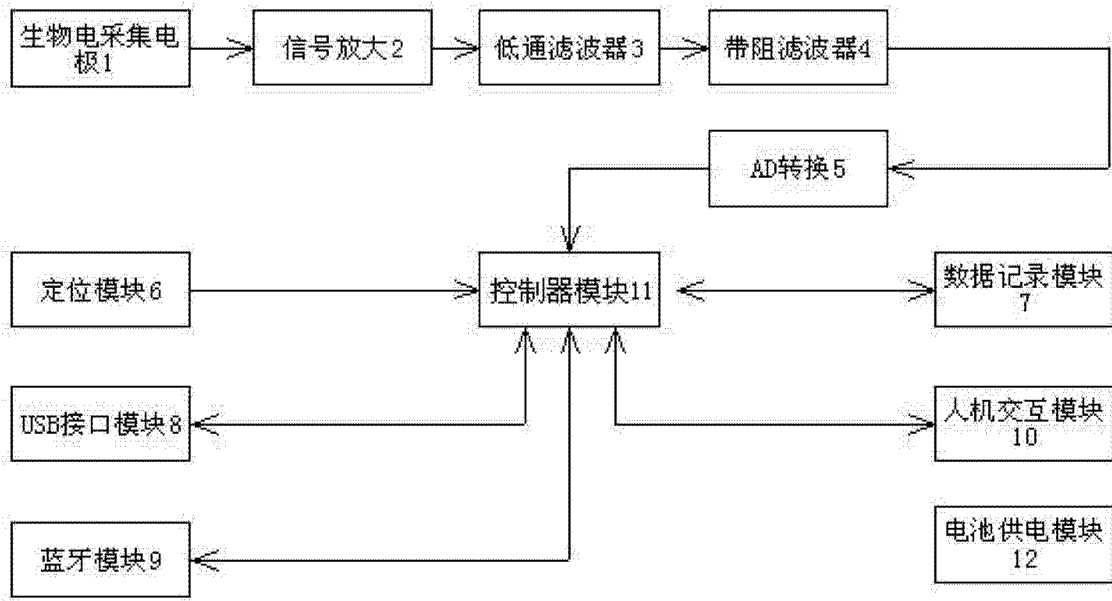 生物电采集电
极1
信号放大2
低通滤波器3
带阻滤波器4
AD转换5
定位模块6
控制器模块11
数据记录模块
7
USB接口模块8
人机交互模块
10
蓝牙模块9
电池供电模块
12